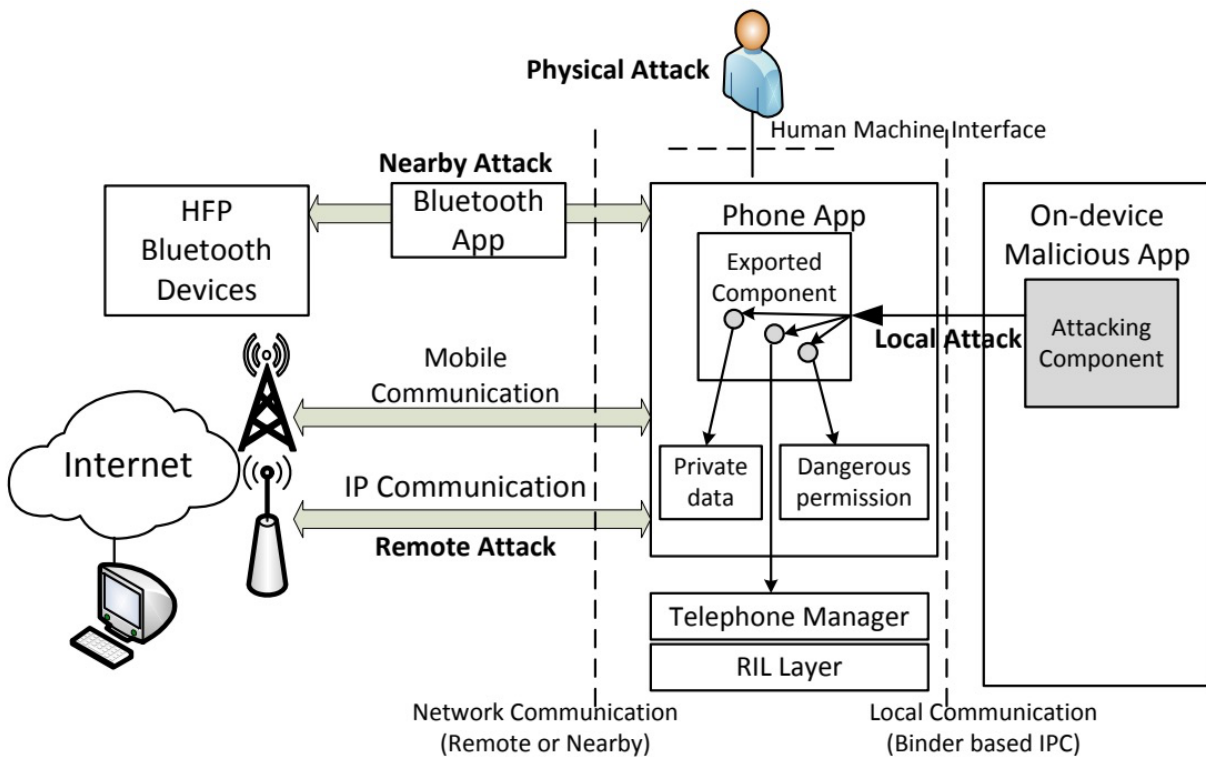 Physical Attack
Human Machine Interface
Nearby Attack
HFP
Bluetooth
Devices
Bluetooth
App
Phone App
Exported
Component
On-device
Malicious App
Attacking
Component
Local Attack
Mobile
Communication
Internet
IP Communication
Remote Attack
Private
data
Dangerous
permission
Telephone Manager
RIL Layer
Network Communication
(Remote or Nearby)
Local Communication
(Binder based IPC)